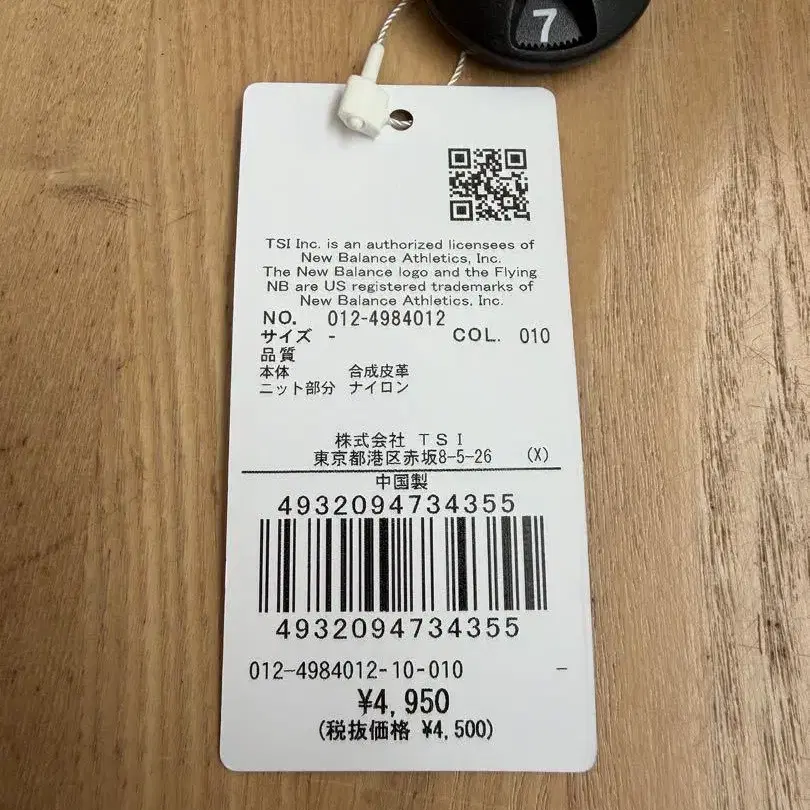 7
TSI Inc. is an authorized licensees of
New Balance Athletics, Inc.
The New Balance logo and the Flying
NB are US registered trademarks of
New Balance Athletics, Inc.
NO. 012-4984012
サイズ - COL. 010
品質
本体 合成皮革
ニット部分 ナイロン
株式会社 TSI
東京都港区赤坂8-5-26 (X)
中国製
4932094734355
4932094734355
012-4984012-10-010 -
¥4,950
(税抜価格 ¥4,500)